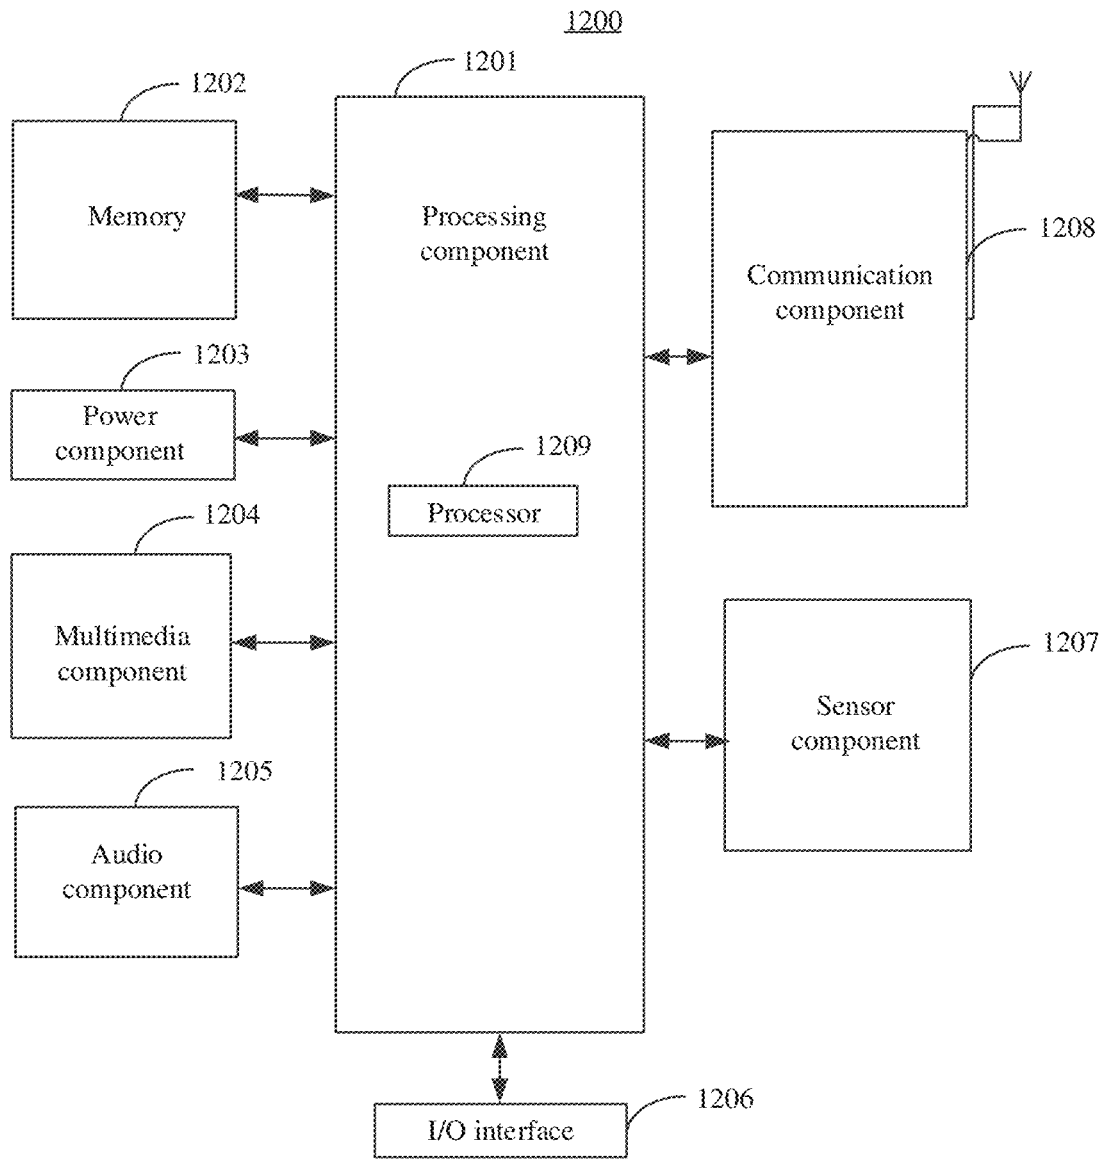 1200
1201
1202
Memory
Processing
component
1208
Communication
component
1203
Power
component
1209
Processor
1204
Multimedia
component
1207
Sensor
component
1205
Audio
component
1206
I/O interface